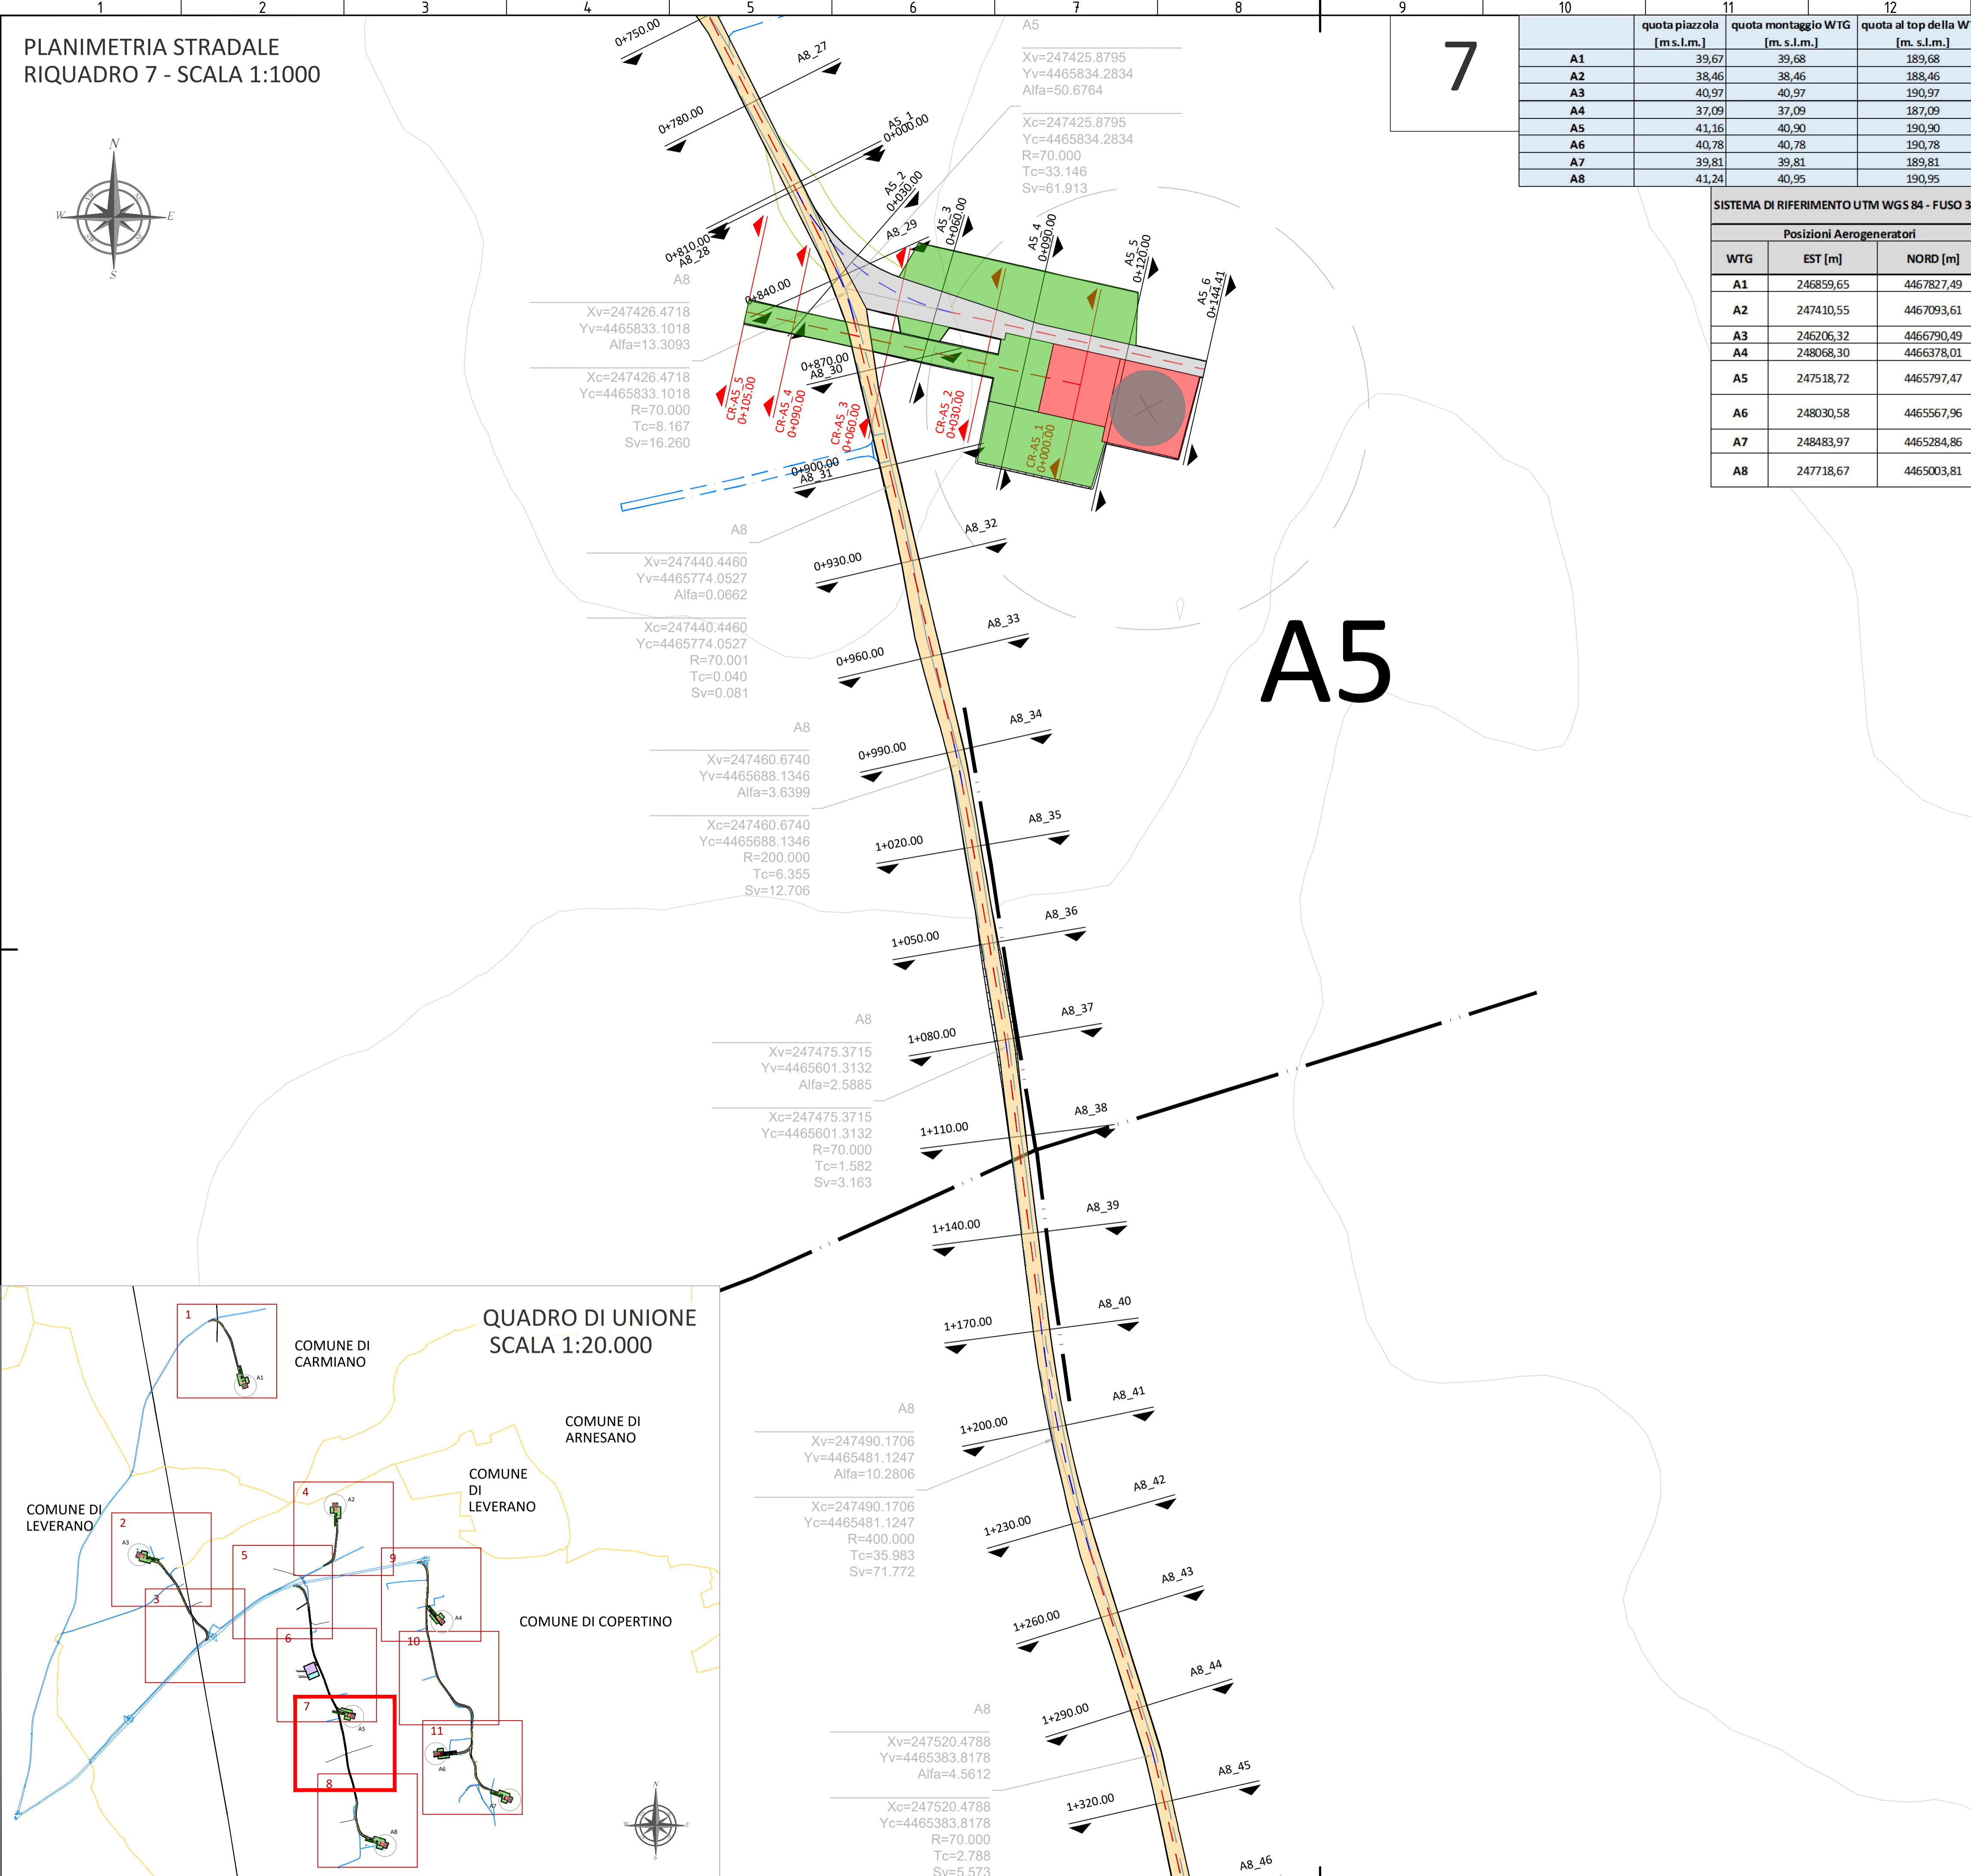 1 2 3 4 5 6 7 8 9 10 11 12
PLANIMETRIA STRADALE
RIQUADRO 7 - SCALA 1:1000
N
W E
S
7
quota piazzola quota montaggio WTG
[m s.l.m.] [m. s.l.m.] [m. s.l.m.]
A1 39,67 39,68 189,68
A2 38,46 38,46 188,46
A3 40,97 40,97 190,97
A4 37,09 37,09 187,09
A5 41,16 40,90 190,90
A6 40,78 40,78 190,78
A7 39,81 39,81 189,81
A8 41,24 40,95 190,95
SISTEMA DI RIFERIMENTO UTM WGS 84 - FUSO 3
Posizioni Aerogeneratori
WTG EST [m] NORD [m]
A1 246859,65 4467827,49
A2 247410,55 4467093,61
A3 246206,32 4466790,49
A4 248068,30 4466378,01
A5 247518,72 4465797,47
A6 248030,58 4465567,96
A7 248483,97 4465284,86
A8 247718,67 4465003,81
A5
Xv=247425.8795
Yv=4465834.2834
Alfa=50.6764
Xc=247425.8795
Yc=4465834.2834
R=70.000
Tc=33.146
Sv=61.913
0+750.00
A8_27
0+780.00
A5_1
0+000.00
A5_2
0+030.00
A5_3
0+060.00
A5_4
0+090.00
A5_5
0+120.00
A5_6
0+144.41
0+810.00
A8_28
A8_29
0+840.00
0+870.00
A8_30
CR-A5_5
0+105.00
CR-A5_4
0+090.00
CR-A5_3
0+060.00
CR-A5_2
0+030.00
CR-A5_1
0+000.00
0+900.00
A8_31
A8
Xv=247426.4718
Yv=4465833.1018
Alfa=13.3093
Xc=247426.4718
Yc=4465833.1018
R=70.000
Tc=8.167
Sv=16.260
A8_32
0+930.00
A8
Xv=247440.4460
Yv=4465774.0527
Alfa=0.0662
Xc=247440.4460
Yc=4465774.0527
R=70.001
Tc=0.040
Sv=0.081
A8_33
0+960.00
A5
A8_34
0+990.00
A8
Xv=247460.6740
Yv=4465688.1346
Alfa=3.6399
Xc=247460.6740
Yc=4465688.1346
R=200.000
Tc=6.355
Sv=12.706
A8_35
1+020.00
A8_36
1+050.00
A8_37
1+080.00
A8
Xv=247475.3715
Yv=4465601.3132
Alfa=2.5885
Xc=247475.3715
Yc=4465601.3132
R=70.000
Tc=1.582
Sv=3.163
A8_38
1+110.00
A8_39
1+140.00
A8_40
1+170.00
A8_41
1+200.00
A8
Xv=247490.1706
Yv=4465481.1247
Alfa=10.2806
Xc=247490.1706
Yc=4465481.1247
R=400.000
Tc=35.983
Sv=71.772
A8_42
1+230.00
A8_43
1+260.00
A8_44
1+290.00
A8
Xv=247520.4788
Yv=4465383.8178
Alfa=4.5612
Xc=247520.4788
Yc=4465383.8178
R=70.000
Tc=2.788
Sv=5.573
A8_45
1+320.00
A8_46
QUADRO DI UNIONE
SCALA 1:20.000
1
A1
COMUNE DI
CARMIANO
COMUNE DI
ARNESANO
COMUNE
DI
LEVERANO
COMUNE DI
LEVERANO
2
A3
3
4
A2
5
6
7
A5
8
A8
9
A4
10
11
A6
A7
COMUNE DI COPERTINO
N
S